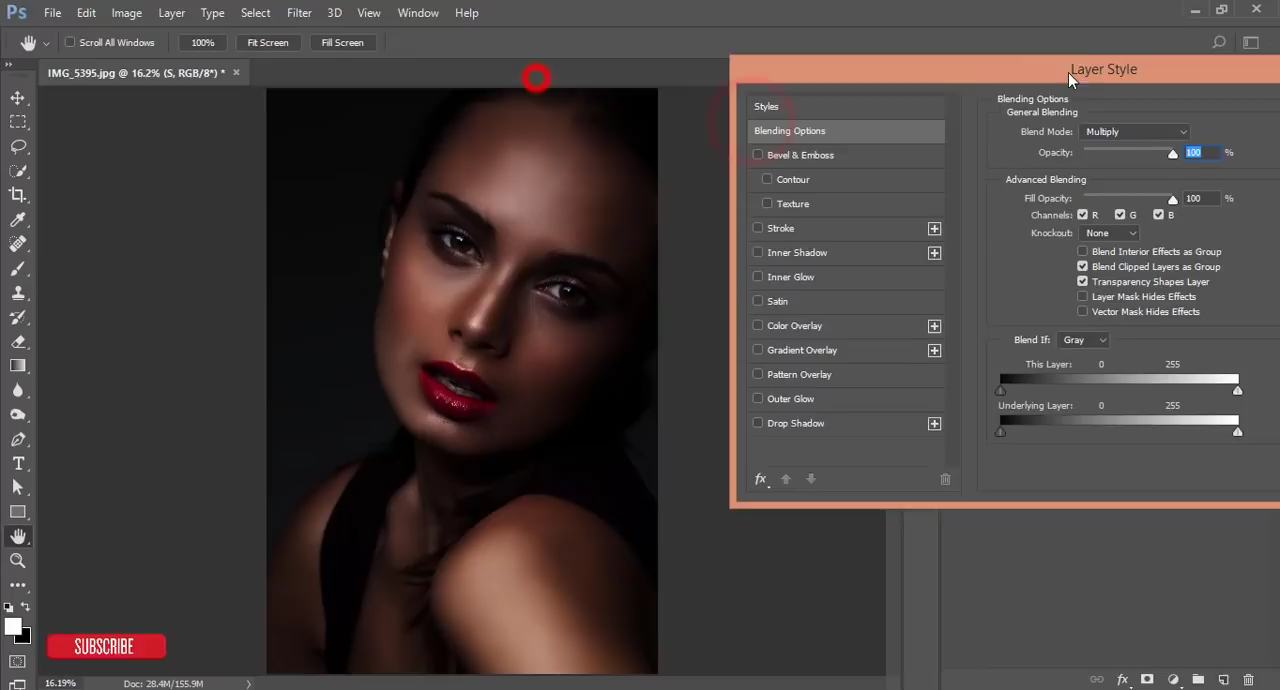 Ps File Edit Image Layer Type Select Filter 3D View Window Help
Scroll All Windows 100% Fit Screen Fill Screen
IMG_5395.jpg @ 16.2% (S, RGB/8*) * ×
Layer Style
Styles
Blending Options
Bevel & Emboss
Contour
Texture
Stroke
Inner Shadow
Inner Glow
Satin
Color Overlay
Gradient Overlay
Pattern Overlay
Outer Glow
Drop Shadow
fx
Blending Options
General Blending
Blend Mode: Multiply
Opacity: 100 %
Advanced Blending
Fill Opacity: 100 %
Channels: R G B
Knockout: None
Blend Interior Effects as Group
Blend Clipped Layers as Group
Transparency Shapes Layer
Layer Mask Hides Effects
Vector Mask Hides Effects
Blend If: Gray
This Layer: 0 255
Underlying Layer: 0 255
SUBSCRIBE
16.19% Doc: 28.4M/155.9M
fx